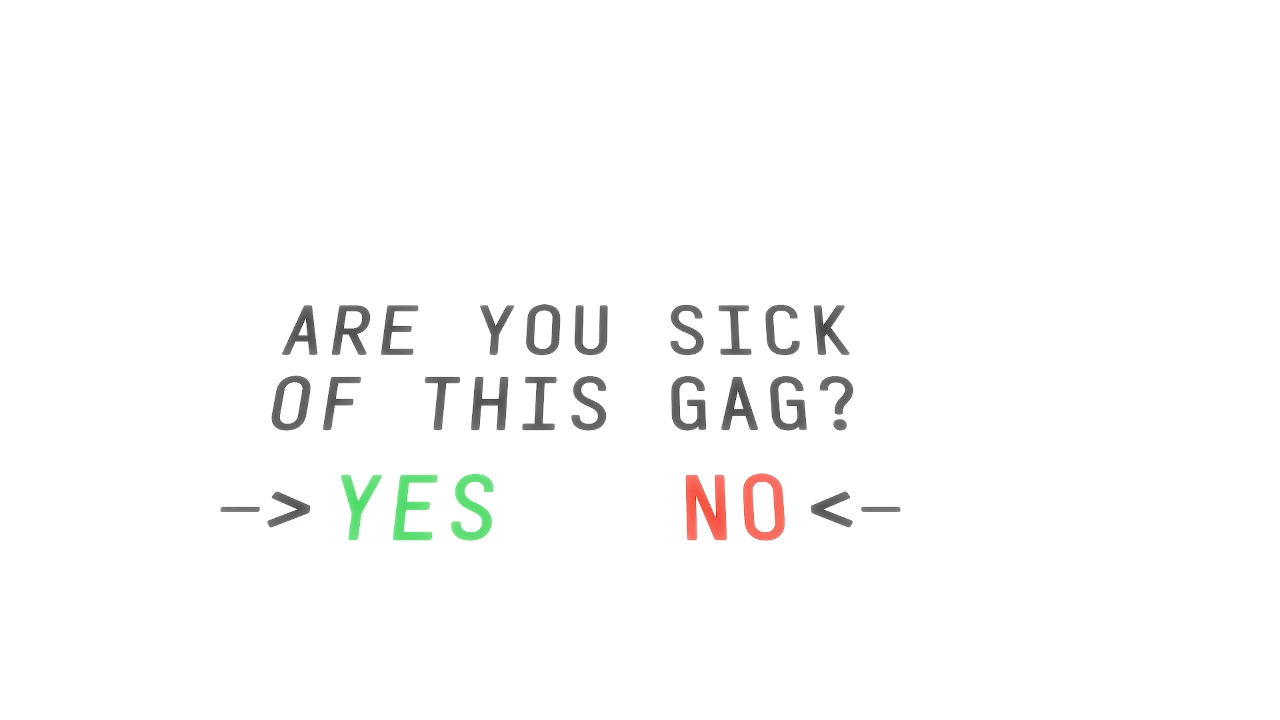 ARE YOU SICK
OF THIS GAG?
—> YES NO <—